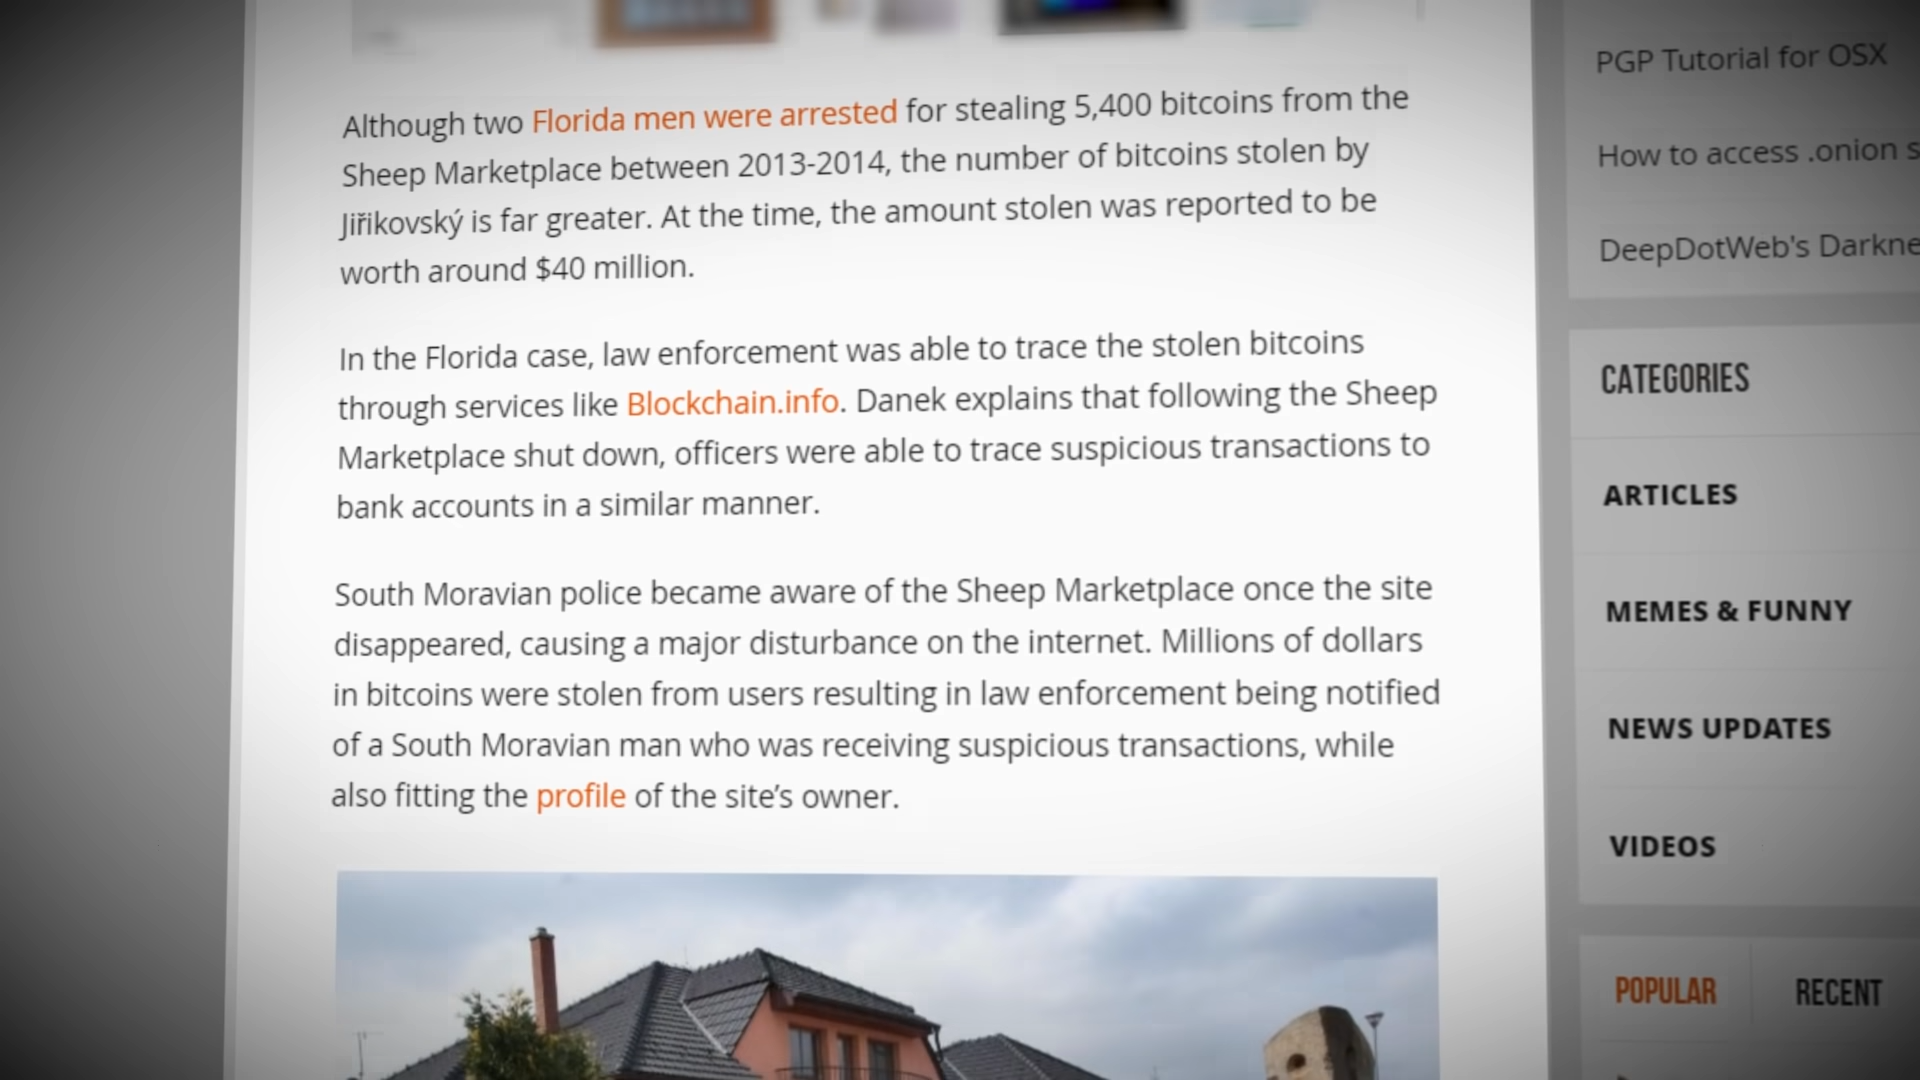 Although two Florida men were arrested for stealing 5,400 bitcoins from the
Sheep Marketplace between 2013-2014, the number of bitcoins stolen by
Jiřikovský is far greater. At the time, the amount stolen was reported to be
worth around $40 million.
In the Florida case, law enforcement was able to trace the stolen bitcoins
through services like Blockchain.info. Danek explains that following the Sheep
Marketplace shut down, officers were able to trace suspicious transactions to
bank accounts in a similar manner.
South Moravian police became aware of the Sheep Marketplace once the site
disappeared, causing a major disturbance on the internet. Millions of dollars
in bitcoins were stolen from users resulting in law enforcement being notified
of a South Moravian man who was receiving suspicious transactions, while
also fitting the profile of the site's owner.
PGP Tutorial for OSX
How to access .onion s
DeepDotWeb's Darkne
CATEGORIES
ARTICLES
MEMES & FUNNY
NEWS UPDATES
VIDEOS
POPULAR RECENT